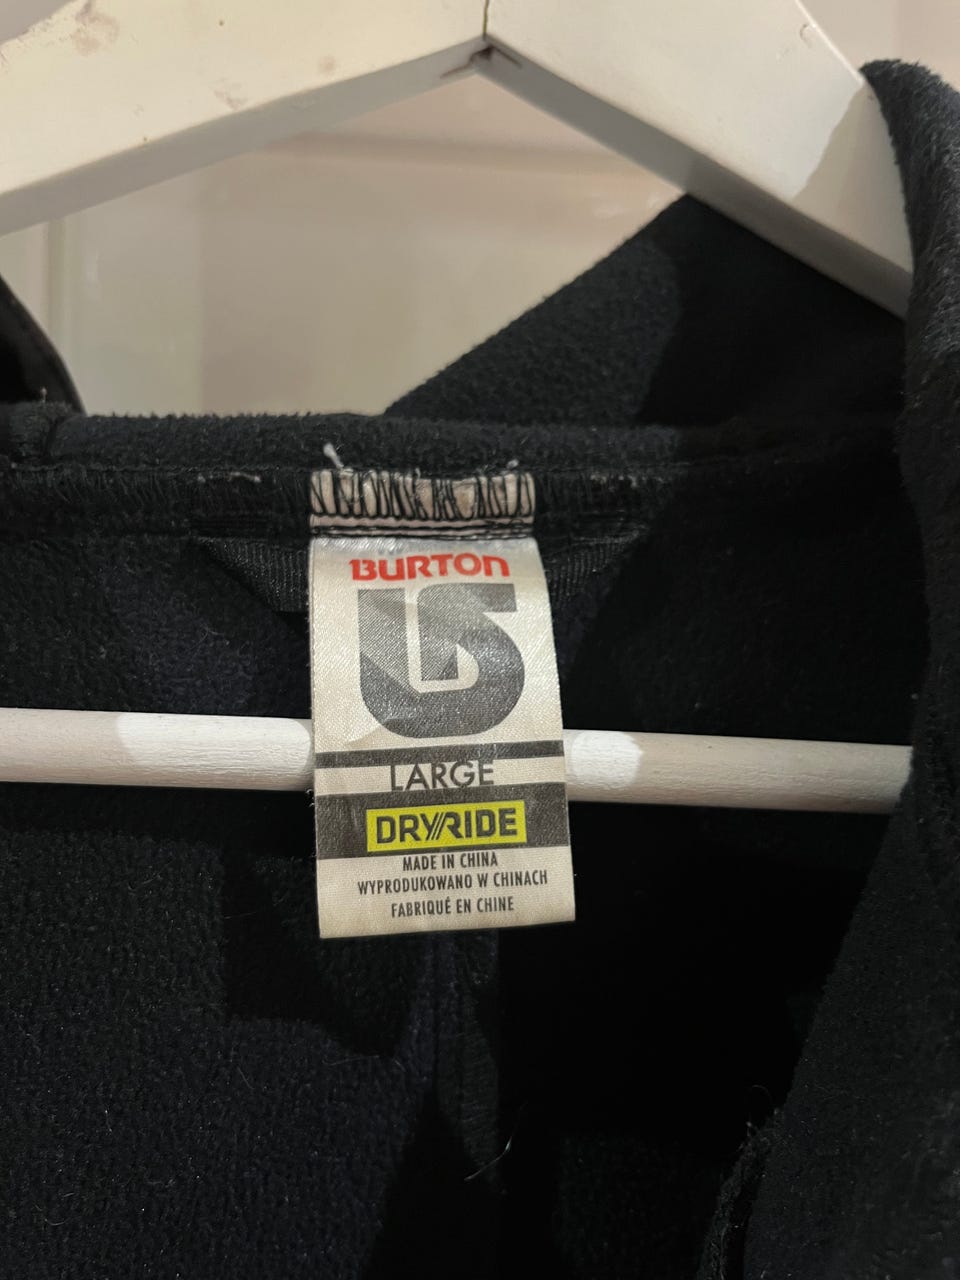 BURTON
LARGE
DRYRIDE
MADE IN CHINA
WYPRODUKOWANO W CHINACH
FABRIQUÉ EN CHINE